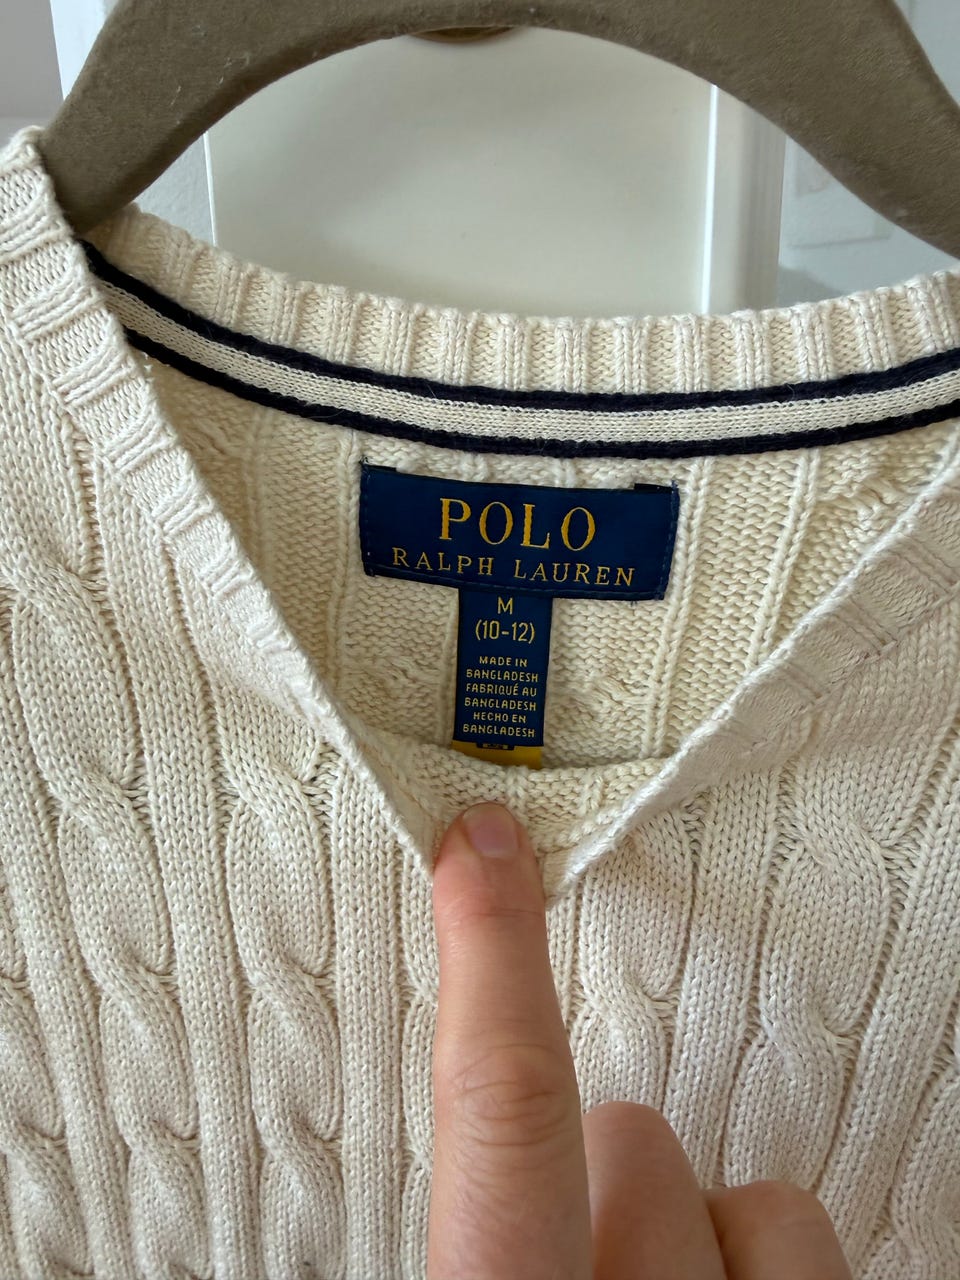 POLO
RALPH LAUREN
M
(10-12)
MADE IN
BANGLADESH
FABRIQUÉ AU
BANGLADESH
HECHO EN
BANGLADESH